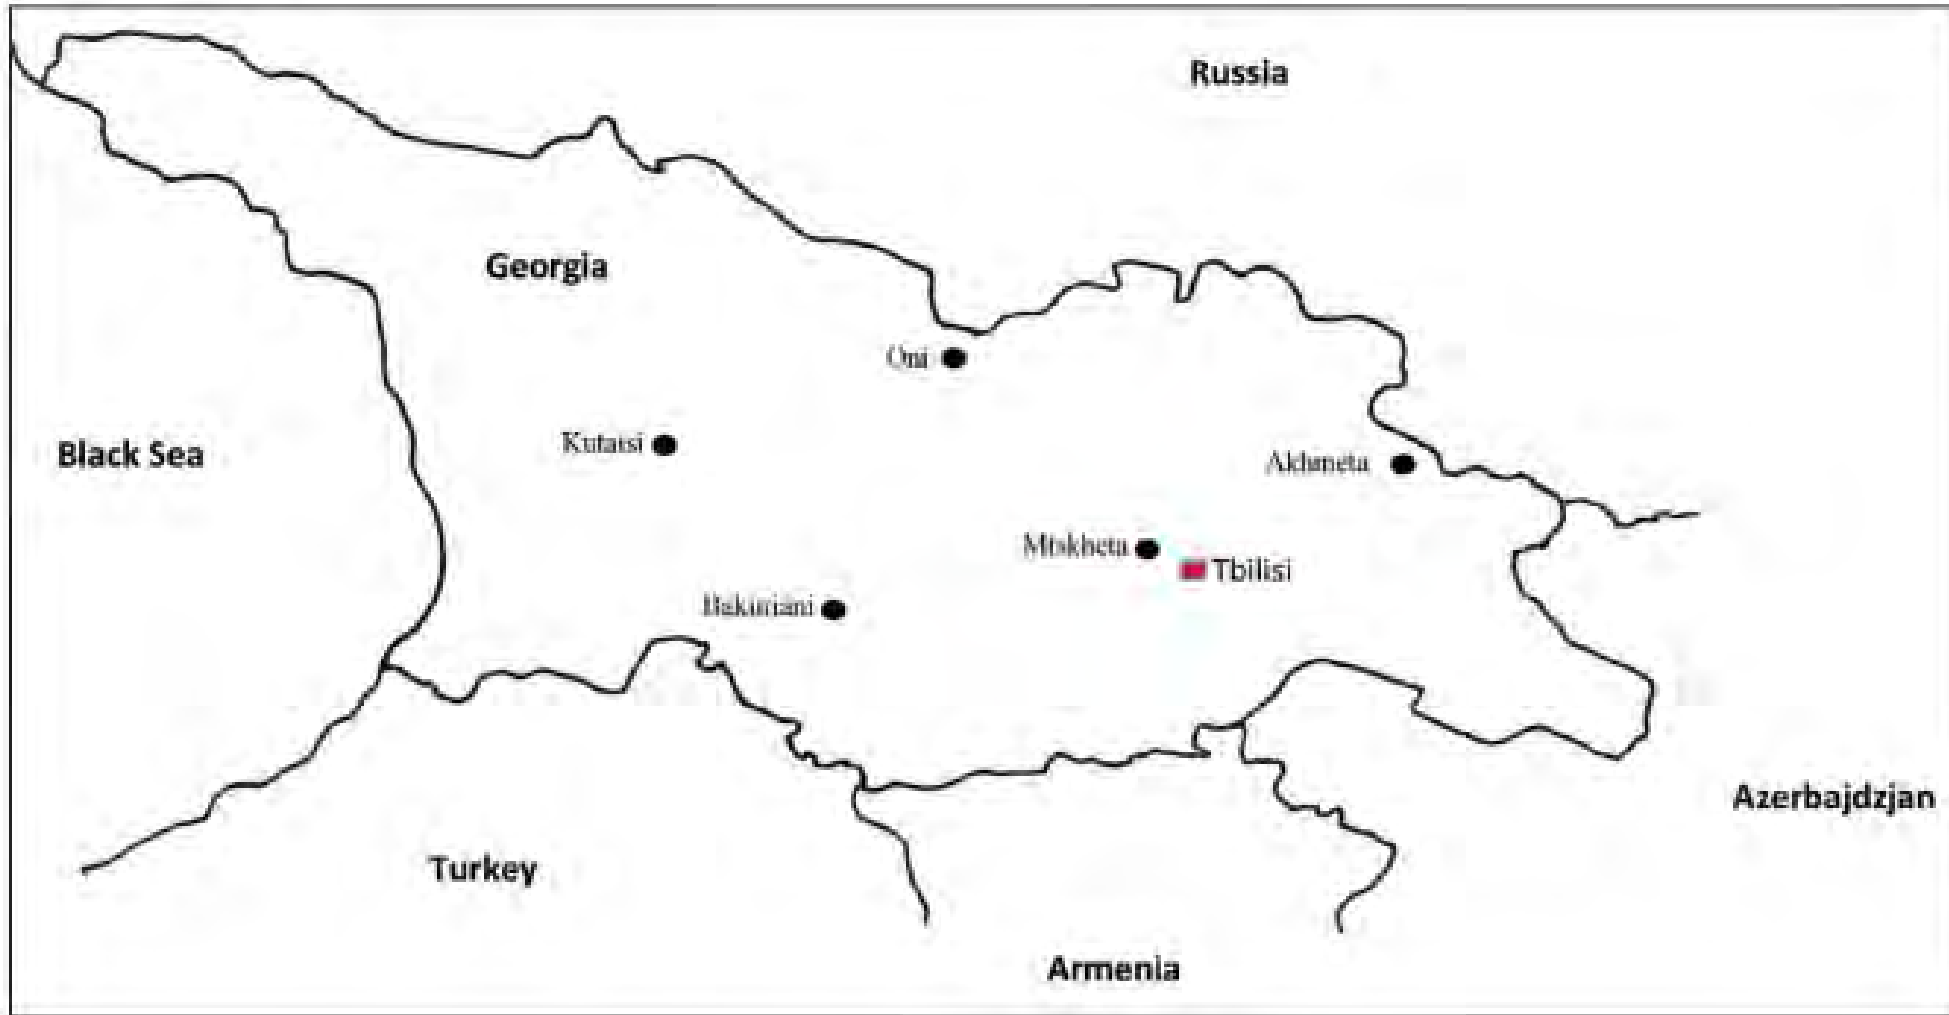 Russia
Georgia
Oni
Kutaisi
Black Sea
Akhmeta
Mtskheta
Tbilisi
Bakuriani
Azerbajdzjan
Turkey
Armenia